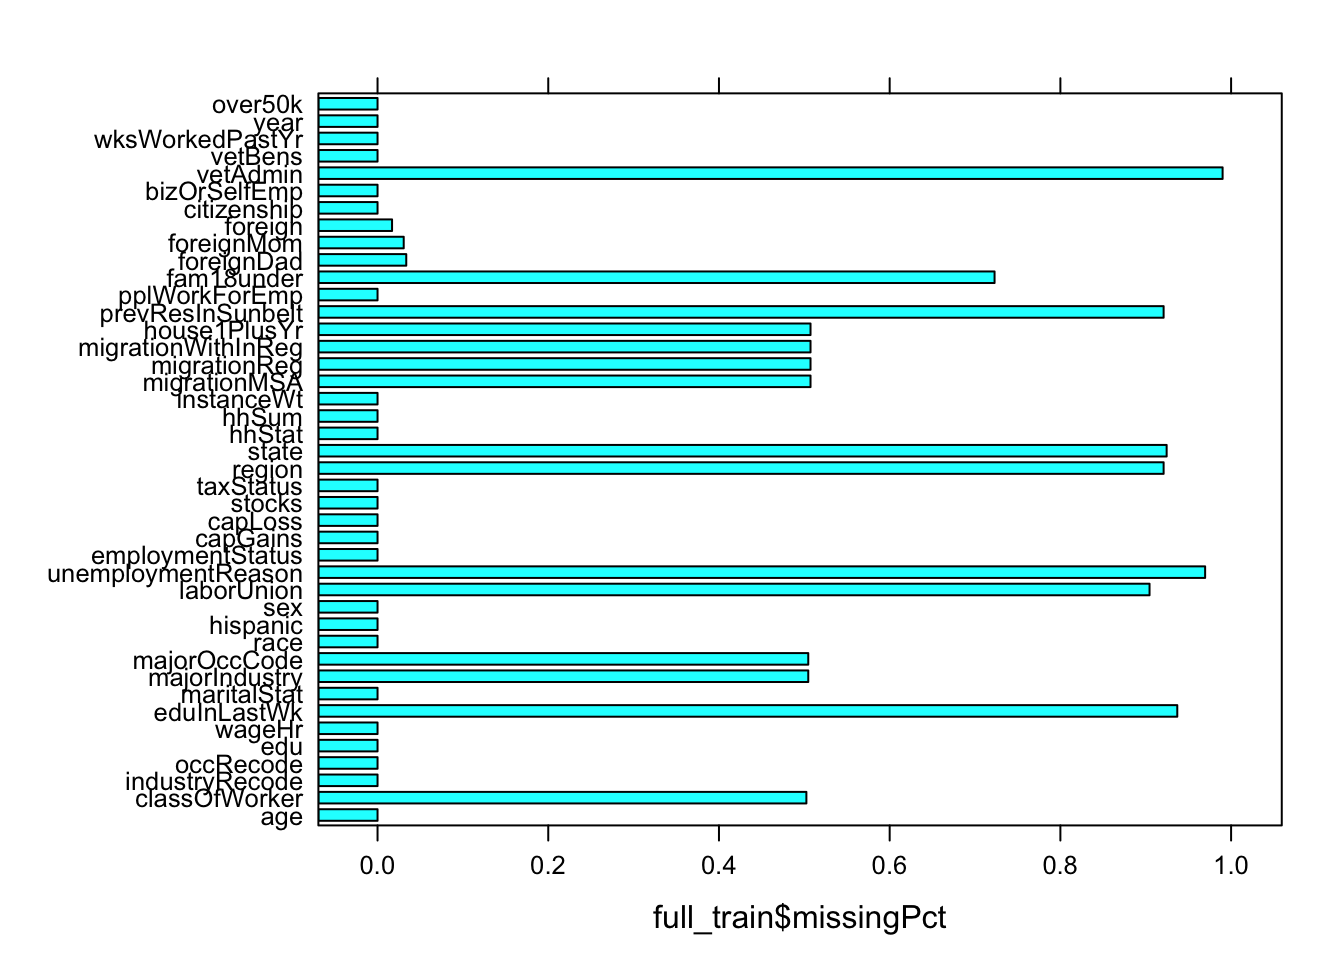 over50k
year
wksWorkedPastYr
vetBens
vetAdmin
bizOrSelfEmp
citizenship
foreign
foreignMom
foreignDad
fam18under
pplWorkForEmp
prevResInSunbelt
house1PlusYr
migrationWithInReg
migrationReg
migrationMSA
instanceWt
hhSum
hhStat
state
region
taxStatus
stocks
capLoss
capGains
employmentStatus
unemploymentReason
laborUnion
sex
hispanic
race
majorOccCode
majorIndustry
maritalStat
eduInLastWk
wageHr
edu
occRecode
industryRecode
classOfWorker
age
0.0 0.2 0.4 0.6 0.8 1.0
full_train$missingPct